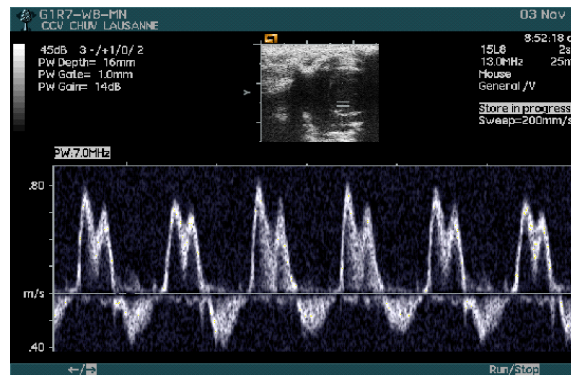 G1R7-WB-MN
CCV CHUV LAUSANNE
03 Nov
8:52:18
45dB 3 -/+1/0/ 2
PW Depth= 16mm
PW Gate= 1.0mm
PW Gain= 14dB
15L8 2s
13.0MHz 25m
Mouse
General /V
Store in progress
Sweep=200mm/s
PW:7.0MHz
.80
m/s
.40
←/→
Run/Stop